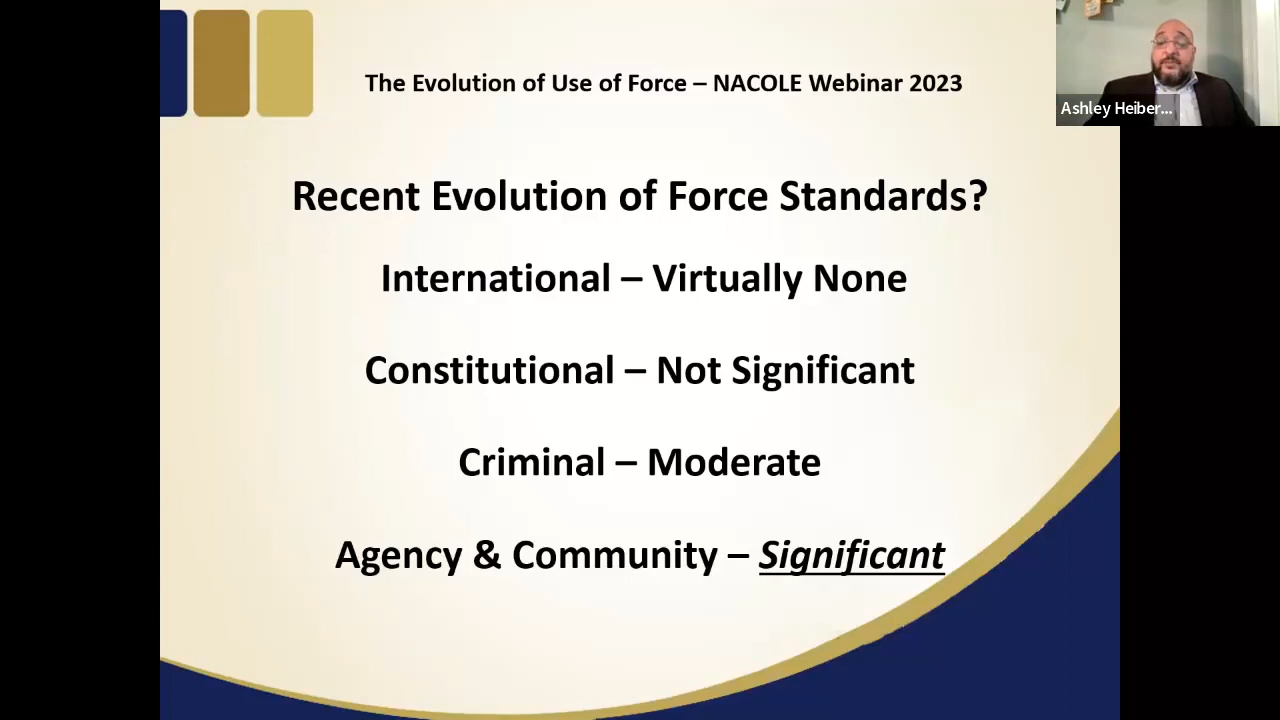 The Evolution of Use of Force – NACOLE Webinar 2023
Ashley Heiber...
Recent Evolution of Force Standards?
International – Virtually None
Constitutional – Not Significant
Criminal – Moderate
Agency & Community – Significant